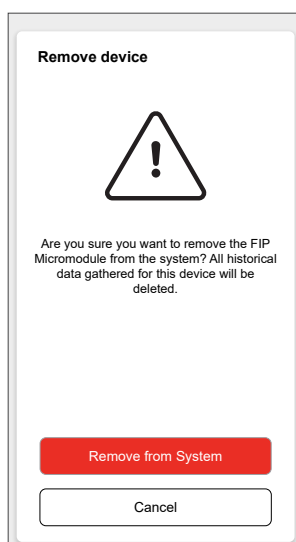 Remove device
Are you sure you want to remove the FIP
Micromodule from the system? All historical
data gathered for this device will be
deleted.
Remove from System
Cancel